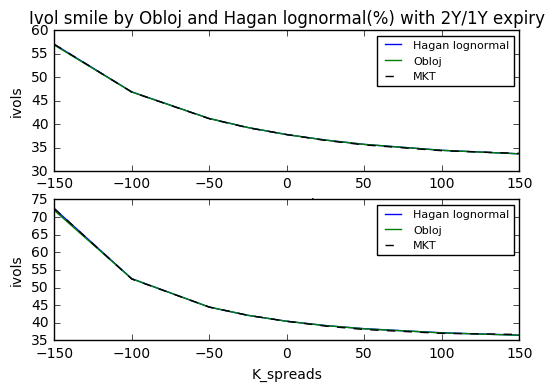 Ivol smile by Obloj and Hagan lognormal(%) with 2Y/1Y expiry
60
55
50
45
40
35
30
ivols
Hagan lognormal
Obloj
MKT
−150 −100 −50 0 50 100 150
75
70
65
60
55
50
45
40
35
ivols
Hagan lognormal
Obloj
MKT
−150 −100 −50 0 50 100 150
K_spreads